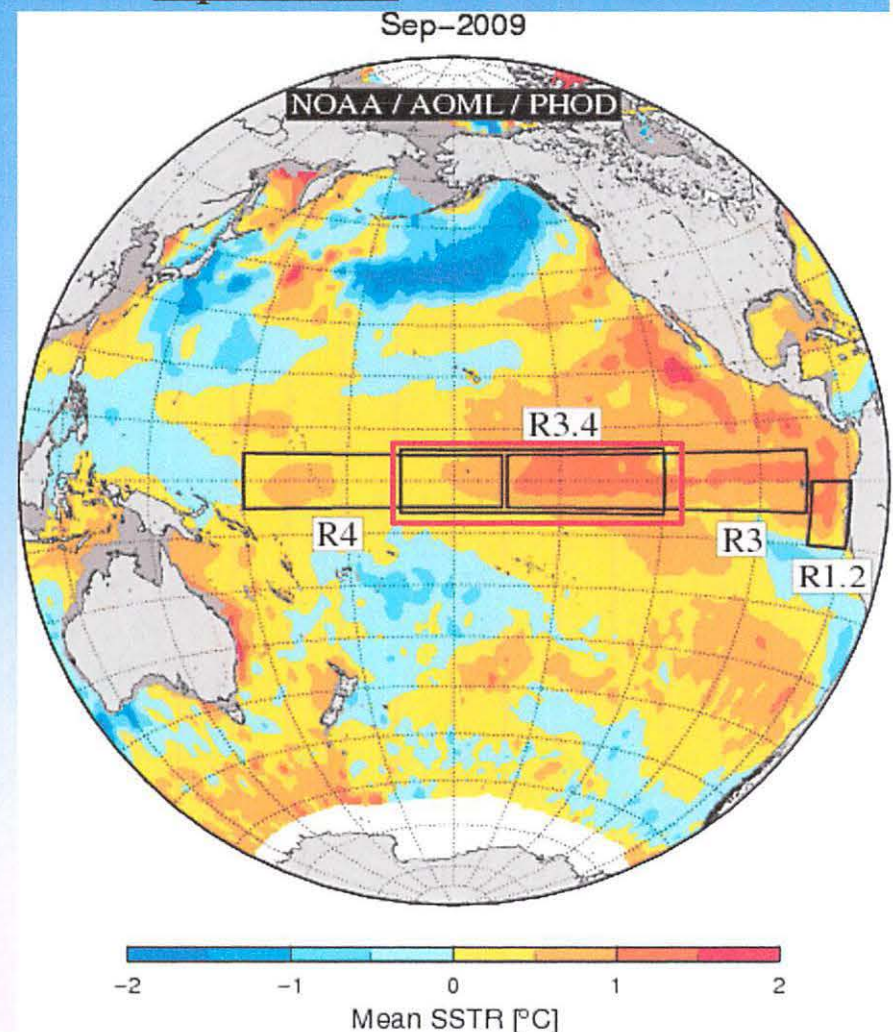 Sep-2009
NOAA / AOML / PHOD
R3.4
R4
R3
R1.2
-2 -1 0 1 2
Mean SSTR [°C]